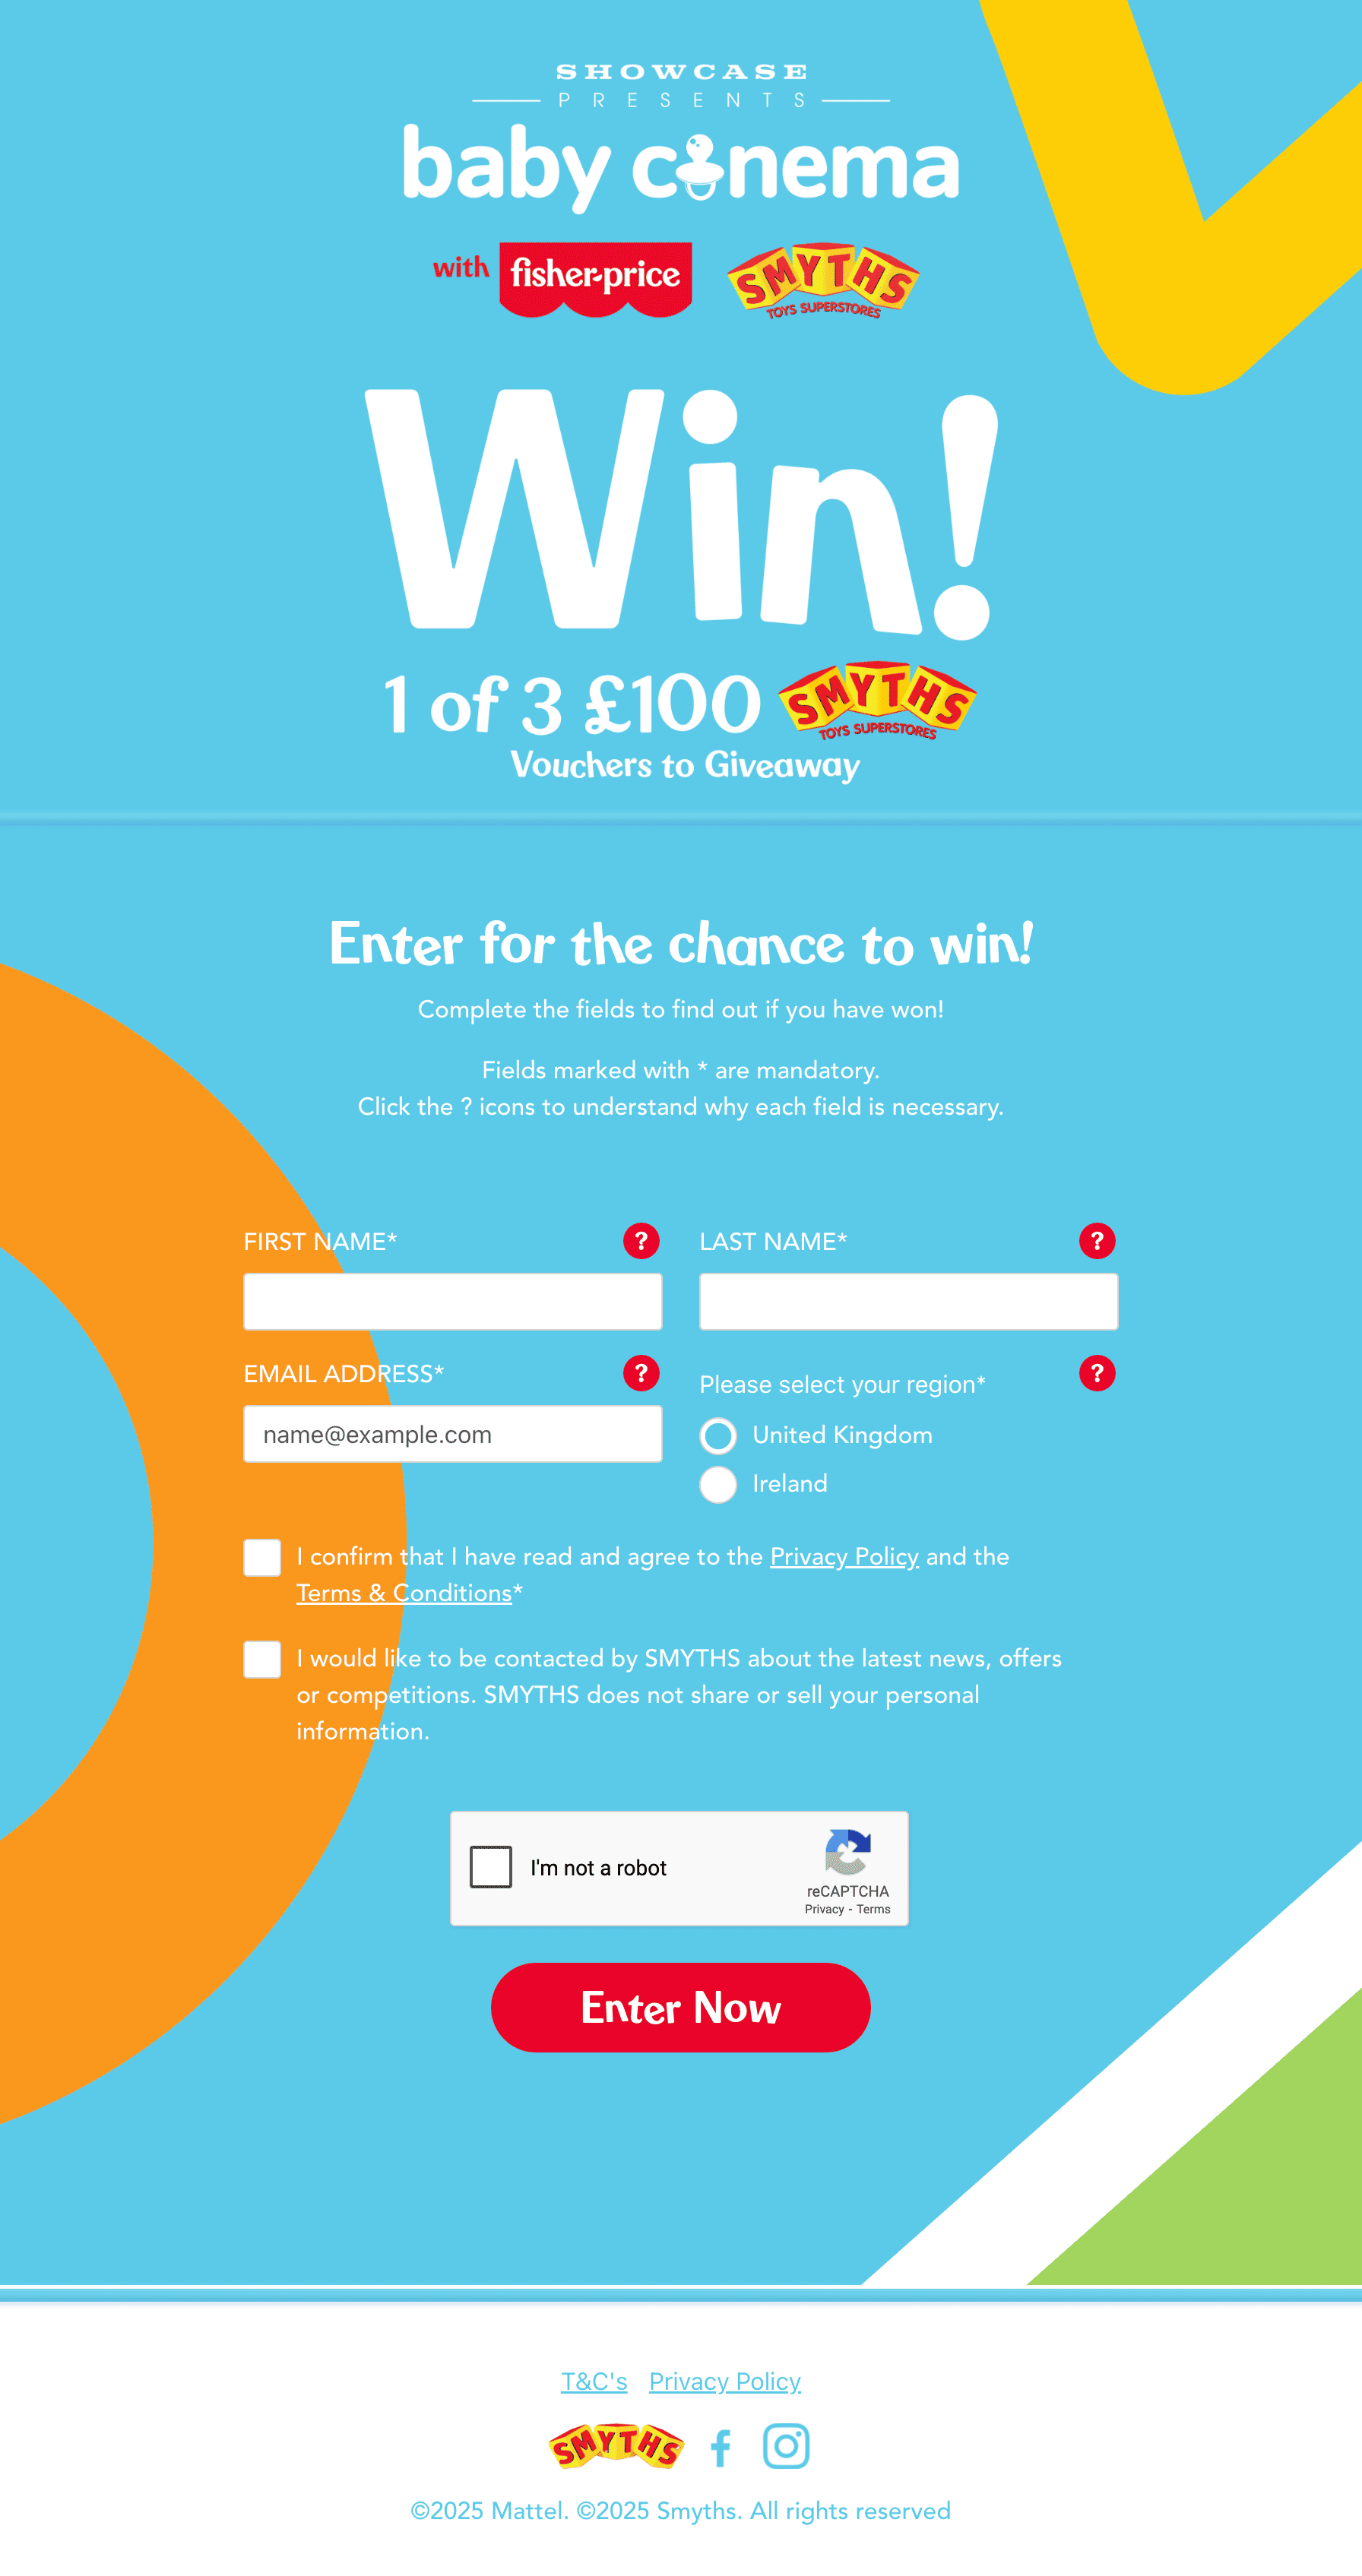 SHOWCASE
PRESENTS
baby cinema
with fisher-price SMYTHS
TOYS SUPERSTORES
Win!
1 of 3 £100 SMYTHS
TOYS SUPERSTORES
Vouchers to Giveaway
Enter for the chance to win!
Complete the fields to find out if you have won!
Fields marked with * are mandatory.
Click the ? icons to understand why each field is necessary.
FIRST NAME* ? LAST NAME* ?
EMAIL ADDRESS* ? Please select your region* ?
name@example.com United Kingdom
Ireland
I confirm that I have read and agree to the Privacy Policy and the
Terms & Conditions*
I would like to be contacted by SMYTHS about the latest news, offers
or competitions. SMYTHS does not share or sell your personal
information.
I'm not a robot
reCAPTCHA
Privacy - Terms
Enter Now
T&C's Privacy Policy
SMYTHS
©2025 Mattel. ©2025 Smyths. All rights reserved